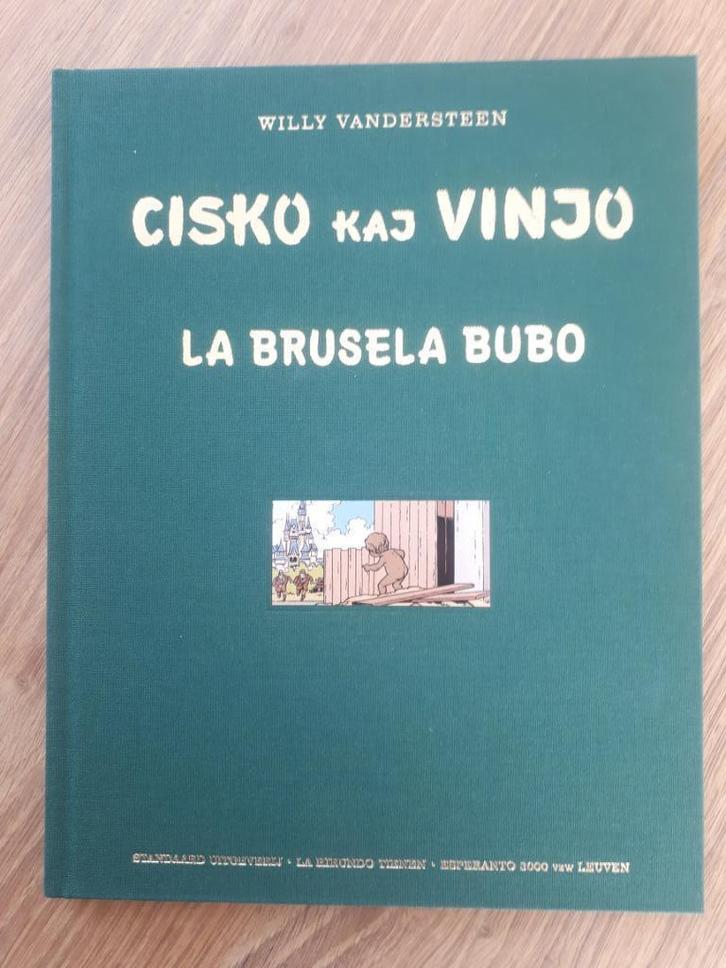 WILLY VANDERSTEEN
CISKO KAJ VINJO
LA BRUSELA BUBO
STANDAARD UITGEVERIJ · LA HIRUNDO TIENEN · ESPERANTO 3000 VZW LEUVEN